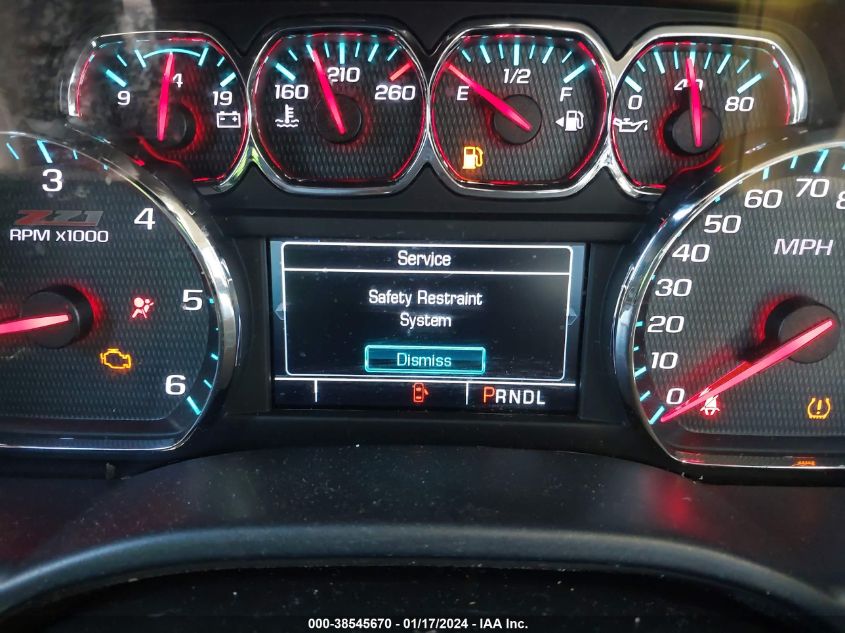 9 14 19
160 210 260
E 1/2 F
0 40 80
3
4
5
6
Z71
RPM X1000
Service
Safety Restraint
System
Dismiss
PRNDL
0
10
20
30
40
50
60
70
MPH
000-38545670 - 01/17/2024 - IAA Inc.